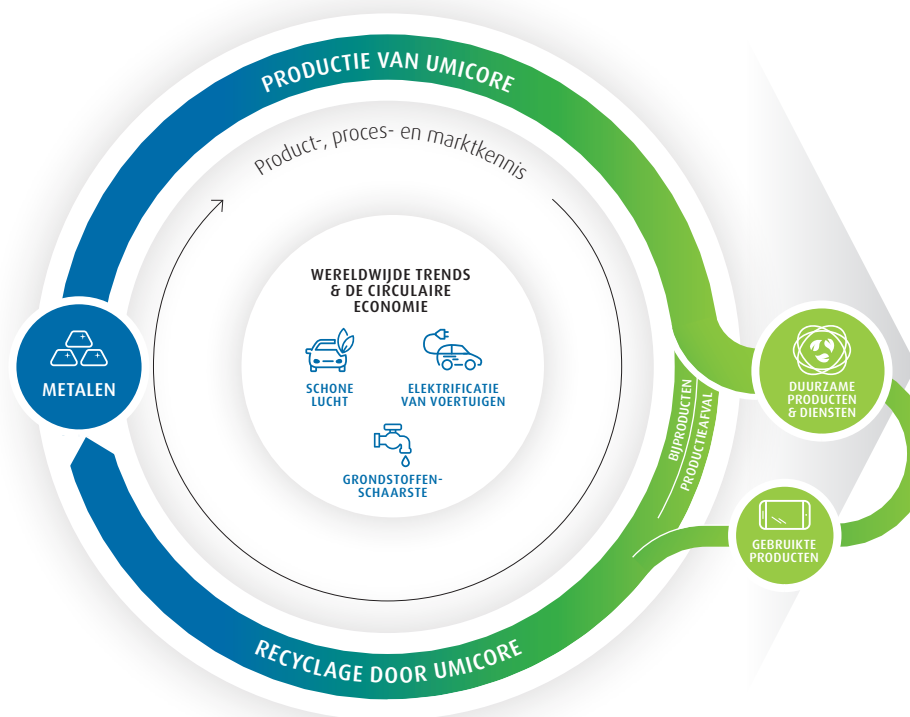 PRODUCTIE VAN UMICORE
Product-, proces- en marktkennis
WERELDWIJDE TRENDS
& DE CIRCULAIRE
ECONOMIE
SCHONE
LUCHT
ELEKTRIFICATIE
VAN VOERTUIGEN
GRONDSTOFFEN-
SCHAARSTE
METALEN
DUURZAME
PRODUCTEN
& DIENSTEN
BIJPRODUCTEN
PRODUCTIEAFVAL
GEBRUIKTE
PRODUCTEN
RECYCLAGE DOOR UMICORE